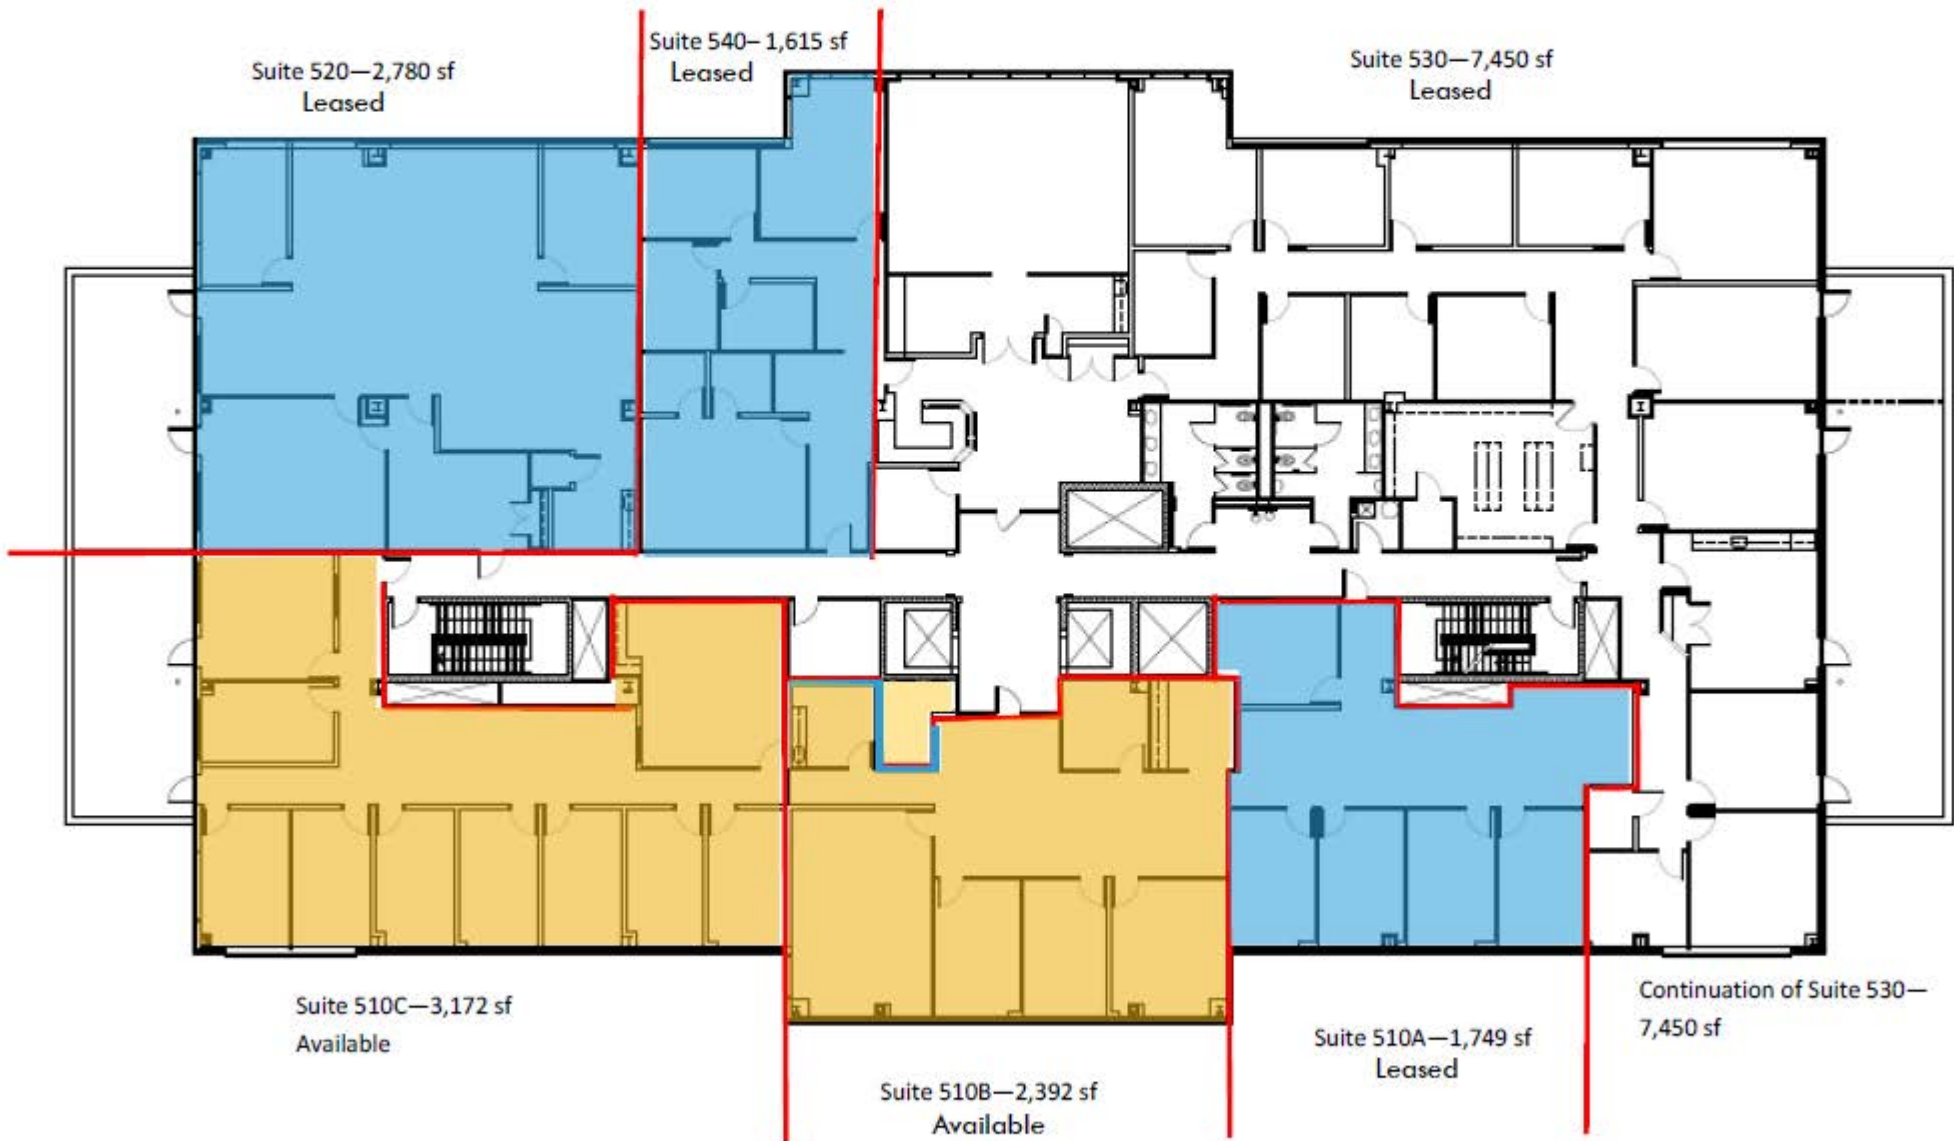 Suite 520—2,780 sf
Leased
Suite 540–1,615 sf
Leased
Suite 530—7,450 sf
Leased
Suite 510C—3,172 sf
Available
Suite 510B—2,392 sf
Available
Suite 510A—1,749 sf
Leased
Continuation of Suite 530—
7,450 sf